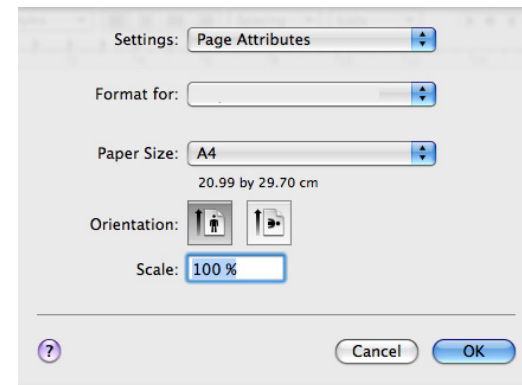 Settings: Page Attributes
Format for:
Paper Size: A4
20.99 by 29.70 cm
Orientation:
Scale: 100 %
? Cancel OK